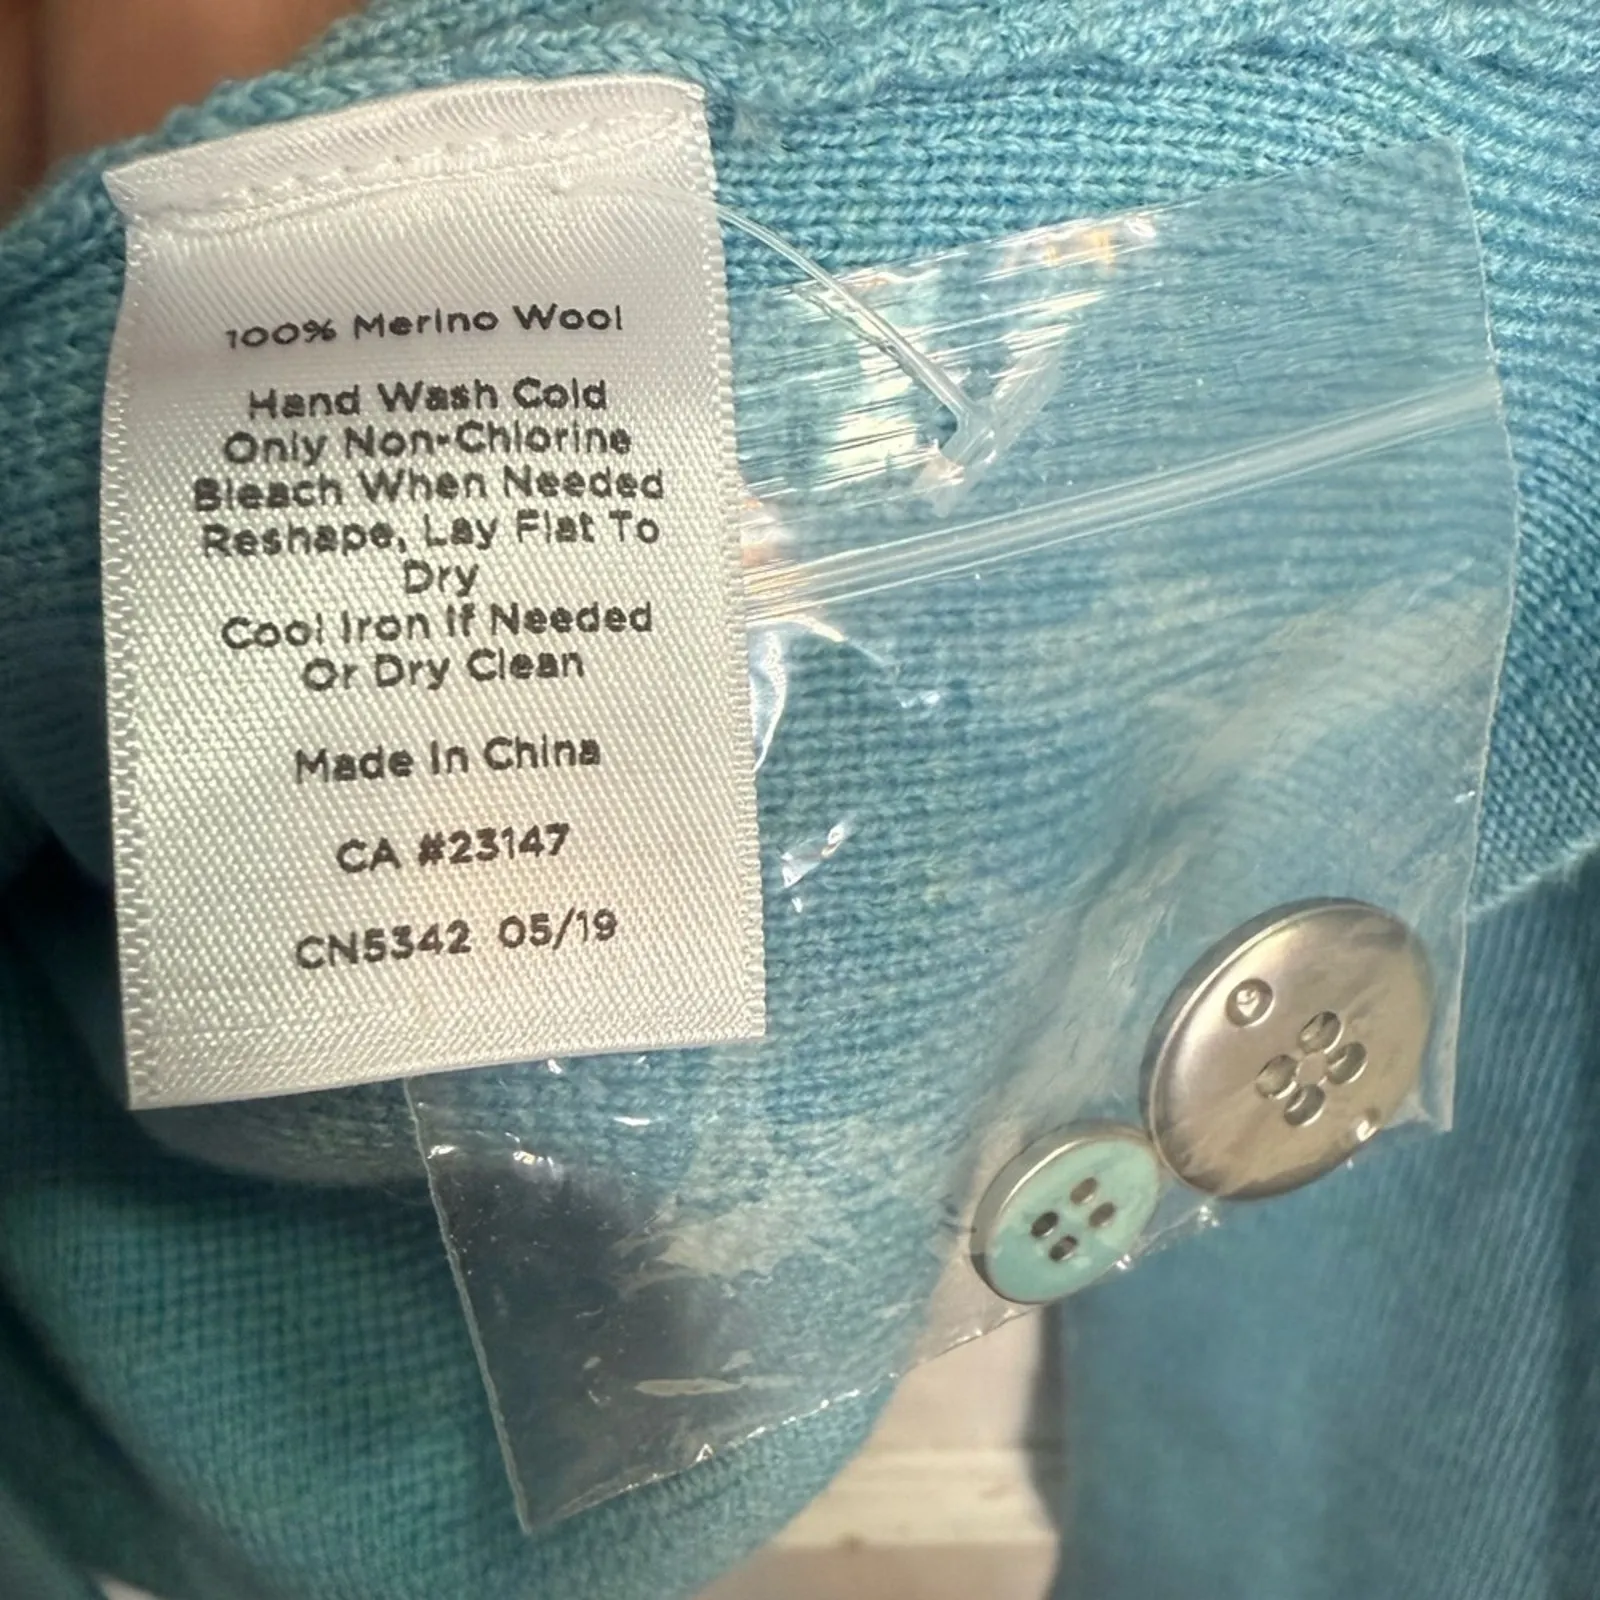 100% Merino Wool
Hand Wash Cold
Only Non-Chlorine
Bleach When Needed
Reshape, Lay Flat To
Dry
Cool Iron If Needed
Or Dry Clean
Made In China
CA #23147
CN5342 05/19